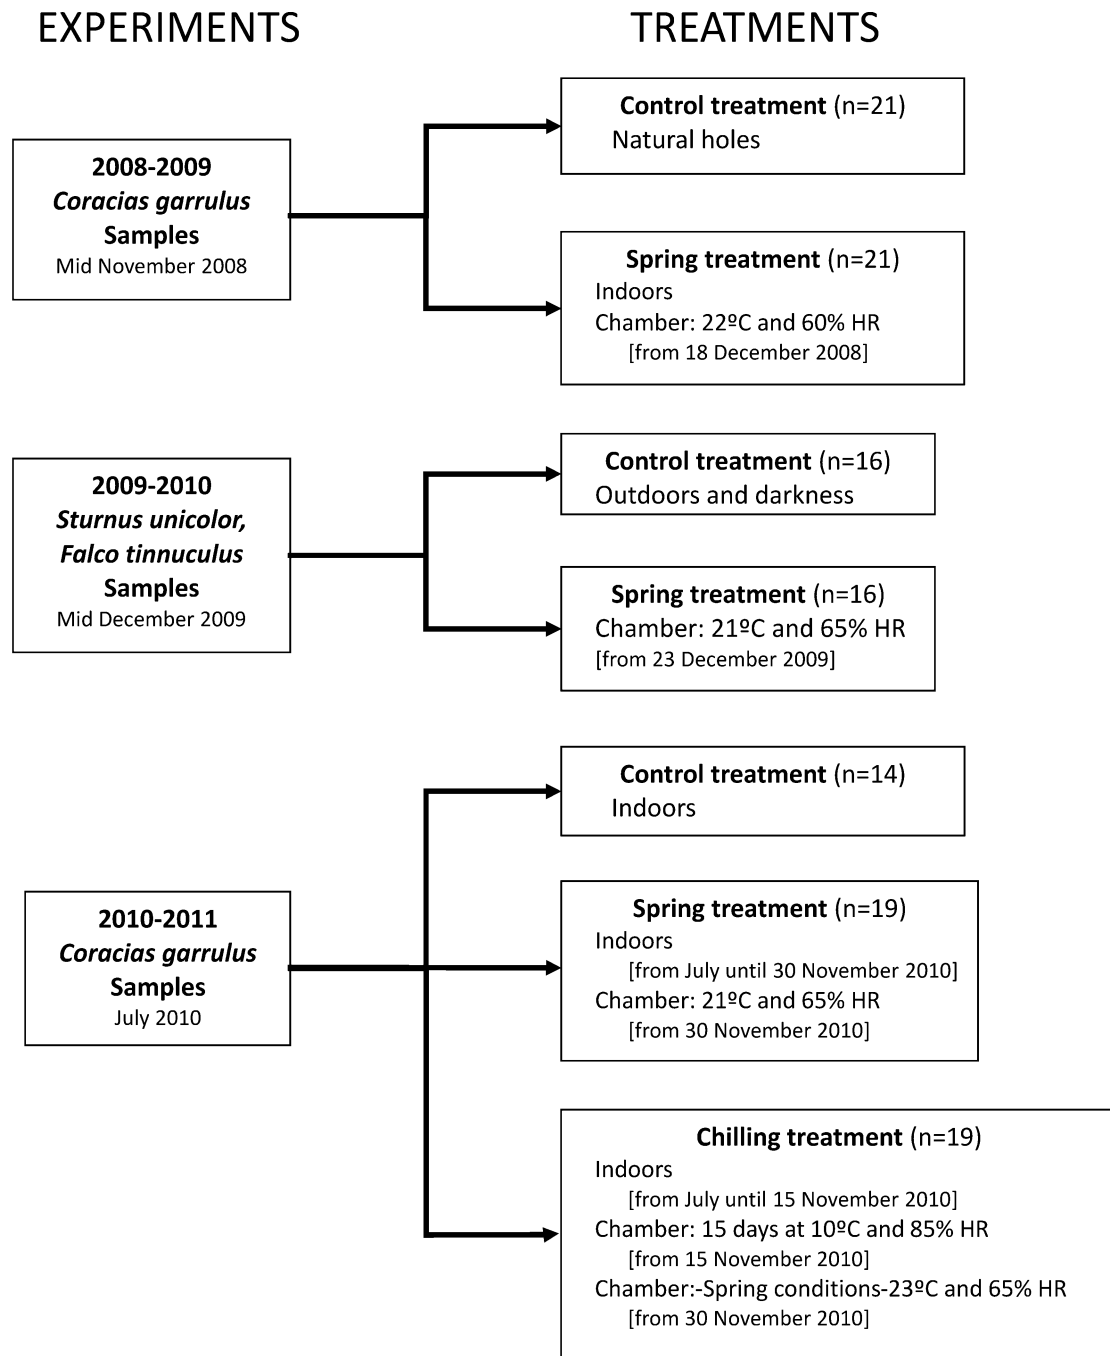 EXPERIMENTS
TREATMENTS
2008-2009
Coracias garrulus
Samples
Mid November 2008
Control treatment (n=21)
Natural holes
Spring treatment (n=21)
Indoors
Chamber: 22ºC and 60% HR
[from 18 December 2008]
2009-2010
Sturnus unicolor,
Falco tinnuculus
Samples
Mid December 2009
Control treatment (n=16)
Outdoors and darkness
Spring treatment (n=16)
Chamber: 21ºC and 65% HR
[from 23 December 2009]
2010-2011
Coracias garrulus
Samples
July 2010
Control treatment (n=14)
Indoors
Spring treatment (n=19)
Indoors
[from July until 30 November 2010]
Chamber: 21ºC and 65% HR
[from 30 November 2010]
Chilling treatment (n=19)
Indoors
[from July until 15 November 2010]
Chamber: 15 days at 10ºC and 85% HR
[from 15 November 2010]
Chamber:-Spring conditions-23ºC and 65% HR
[from 30 November 2010]